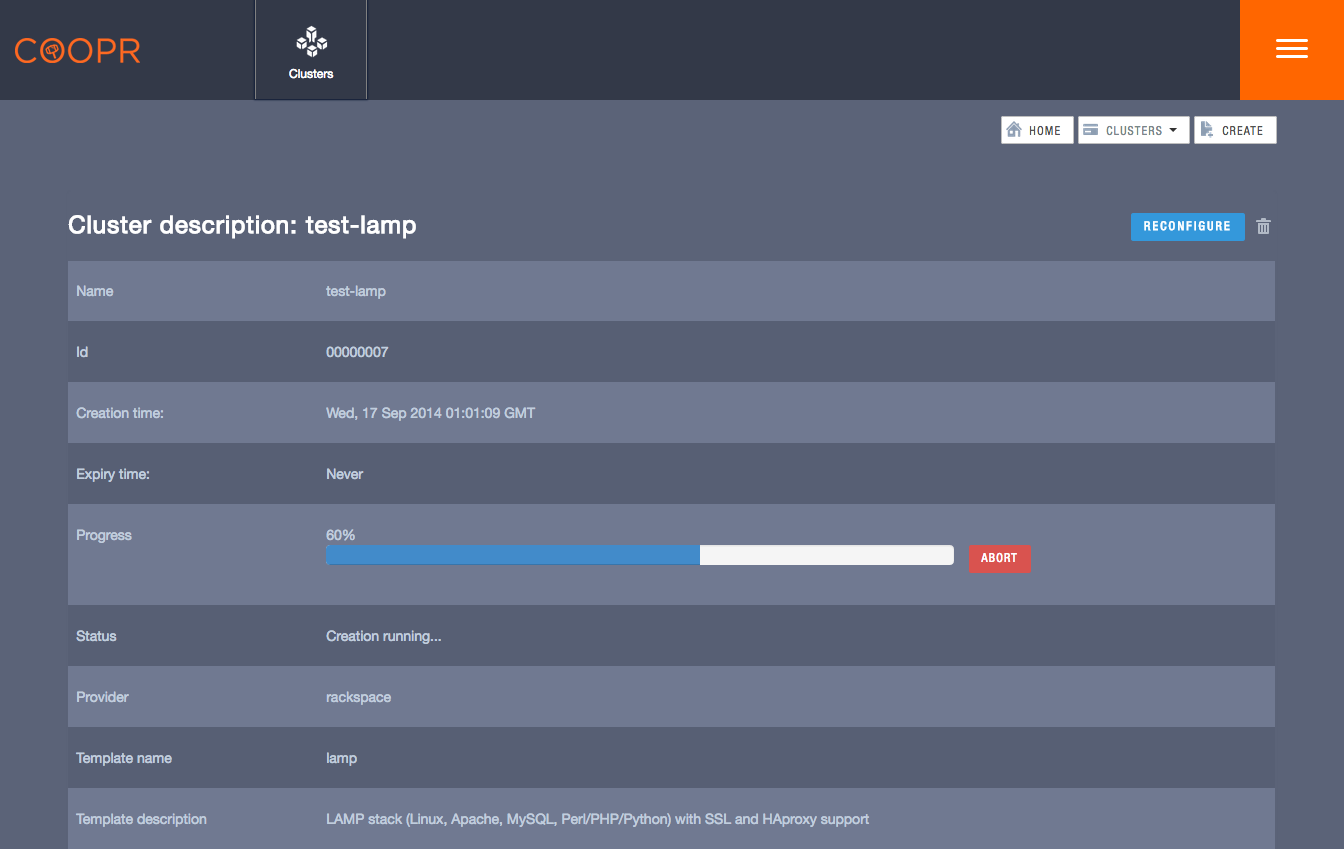 COOPR
Clusters
HOME
CLUSTERS
CREATE
Cluster description: test-lamp
RECONFIGURE
Name test-lamp
Id 00000007
Creation time: Wed, 17 Sep 2014 01:01:09 GMT
Expiry time: Never
Progress 60%
ABORT
Status Creation running...
Provider rackspace
Template name lamp
Template description LAMP stack (Linux, Apache, MySQL, Perl/PHP/Python) with SSL and HAproxy support